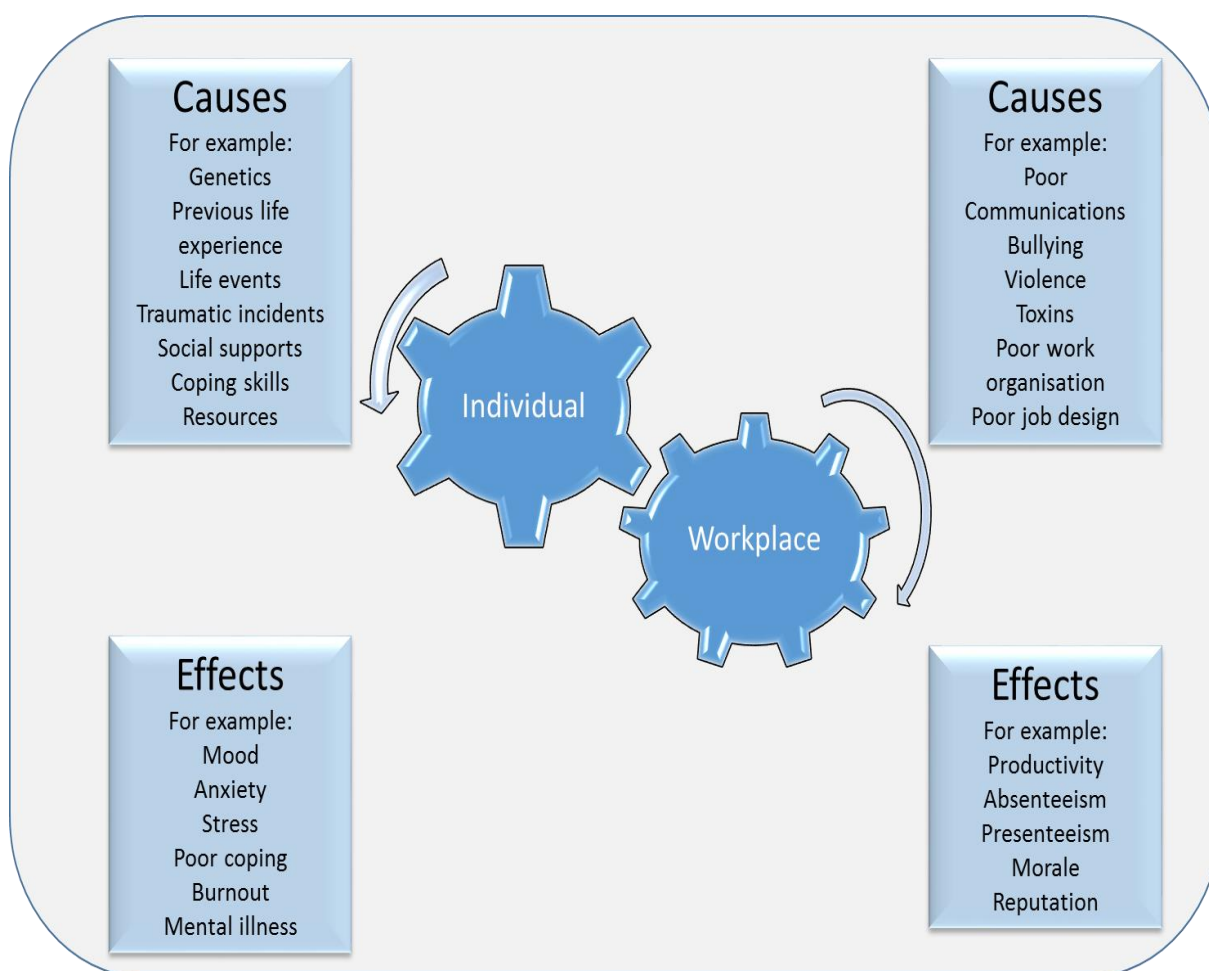 Causes
For example:
Genetics
Previous life
experience
Life events
Traumatic incidents
Social supports
Coping skills
Resources
Causes
For example:
Poor
Communications
Bullying
Violence
Toxins
Poor work
organisation
Poor job design
Individual
Workplace
Effects
For example:
Mood
Anxiety
Stress
Poor coping
Burnout
Mental illness
Effects
For example:
Productivity
Absenteeism
Presenteeism
Morale
Reputation